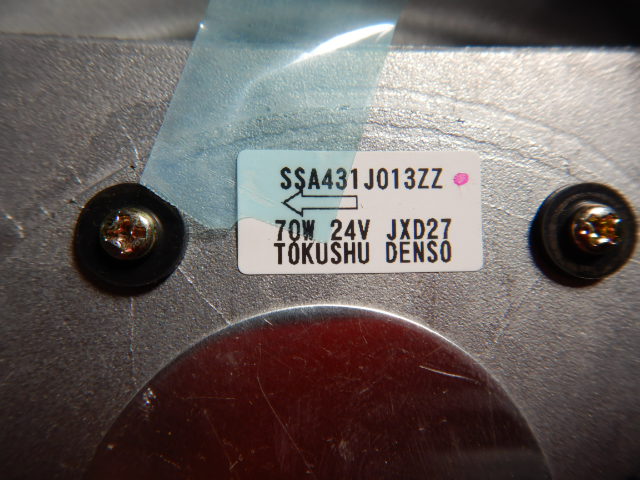 SSA431J013ZZ
70W 24V JXD27
TOKUSHU DENSO